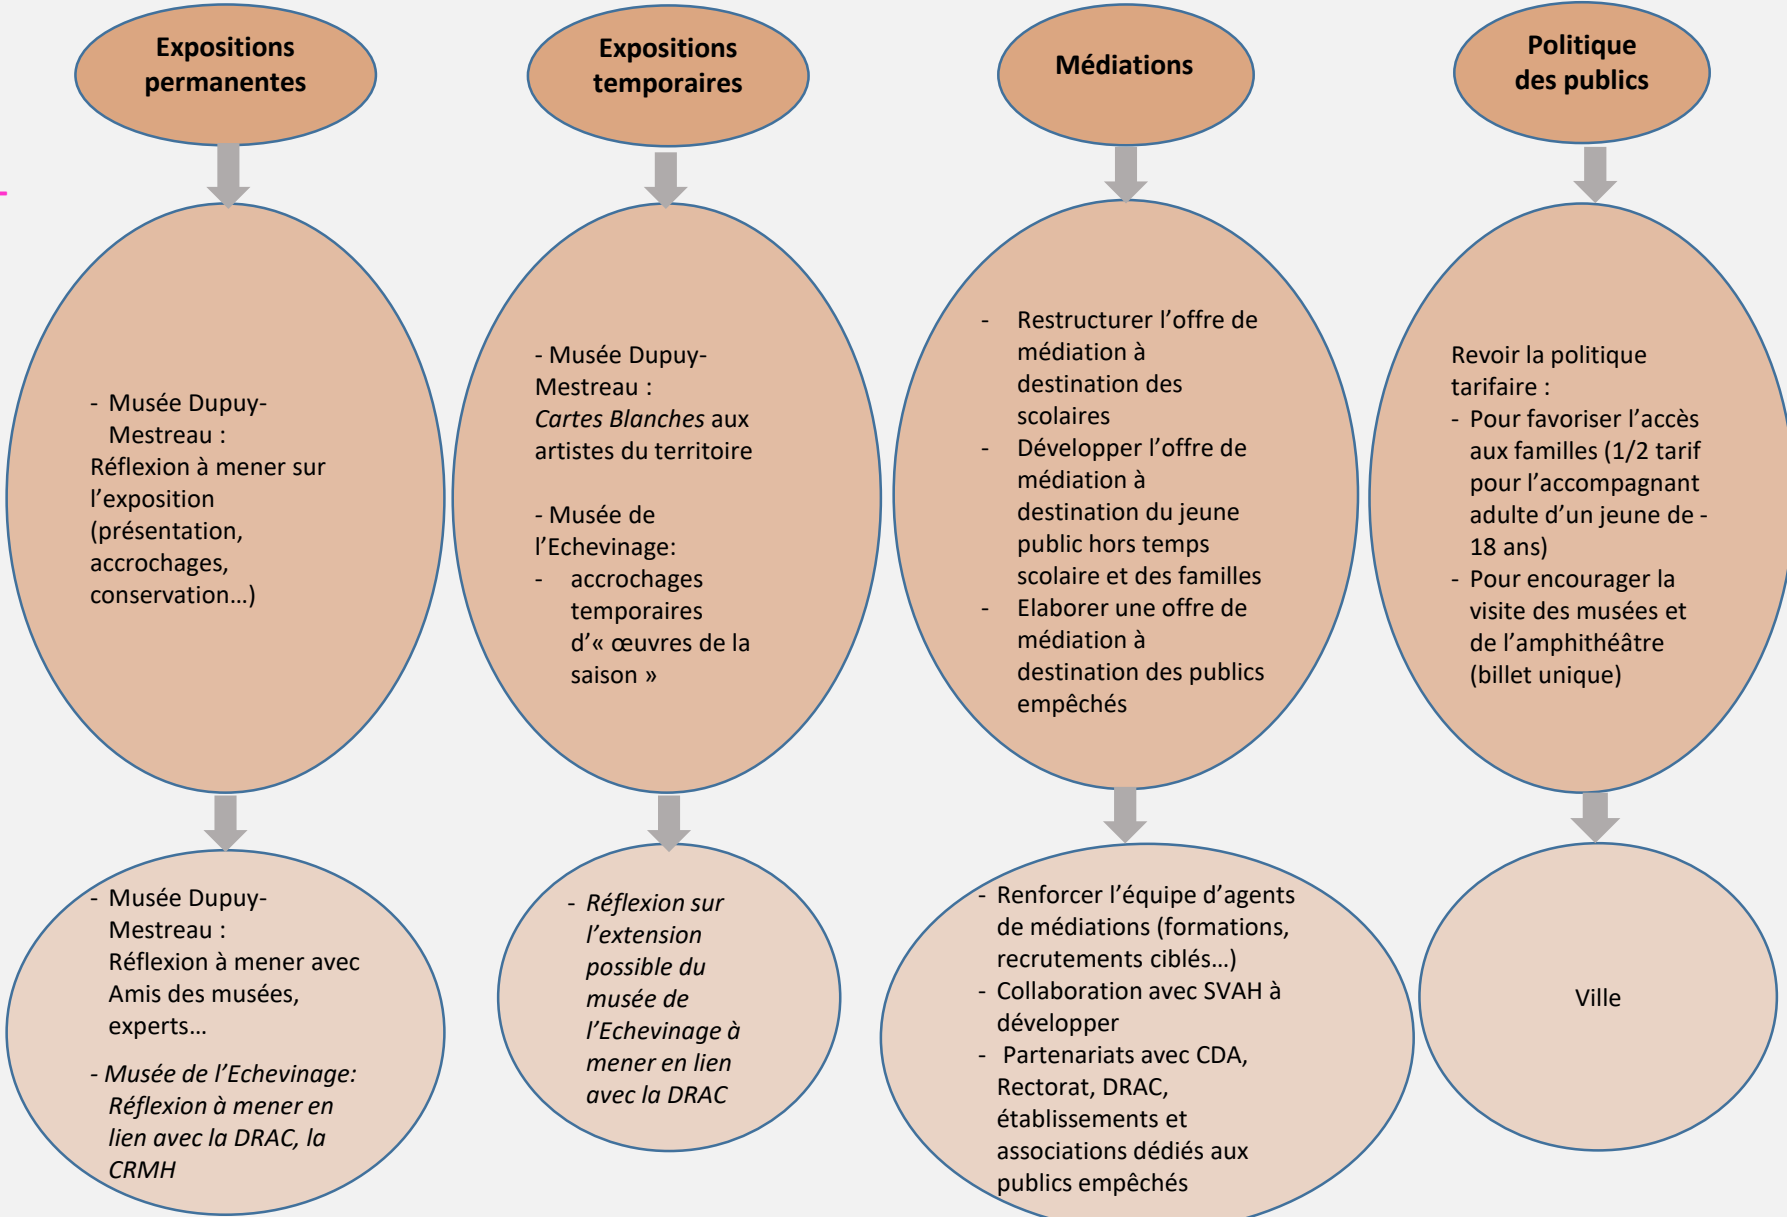 Expositions
permanentes
- Musée Dupuy-
Mestreau :
Réflexion à mener sur
l'exposition
(présentation,
accrochages,
conservation…)
- Musée Dupuy-
Mestreau :
Réflexion à mener avec
Amis des musées,
experts…
- Musée de l'Echevinage:
Réflexion à mener en
lien avec la DRAC, la
CRMH
Expositions
temporaires
- Musée Dupuy-
Mestreau :
Cartes Blanches aux
artistes du territoire
- Musée de
l'Echevinage:
- accrochages
temporaires
d'« œuvres de la
saison »
- Réflexion sur
l'extension
possible du
musée de
l'Echevinage à
mener en lien
avec la DRAC
Médiations
- Restructurer l'offre de
médiation à
destination des
scolaires
- Développer l'offre de
médiation à
destination du jeune
public hors temps
scolaire et des familles
- Elaborer une offre de
médiation à
destination des publics
empêchés
- Renforcer l'équipe d'agents
de médiations (formations,
recrutements ciblés…)
- Collaboration avec SVAH à
développer
- Partenariats avec CDA,
Rectorat, DRAC,
établissements et
associations dédiés aux
publics empêchés
Politique
des publics
Revoir la politique
tarifaire :
- Pour favoriser l'accès
aux familles (1/2 tarif
pour l'accompagnant
adulte d'un jeune de -
18 ans)
- Pour encourager la
visite des musées et
de l'amphithéâtre
(billet unique)
Ville